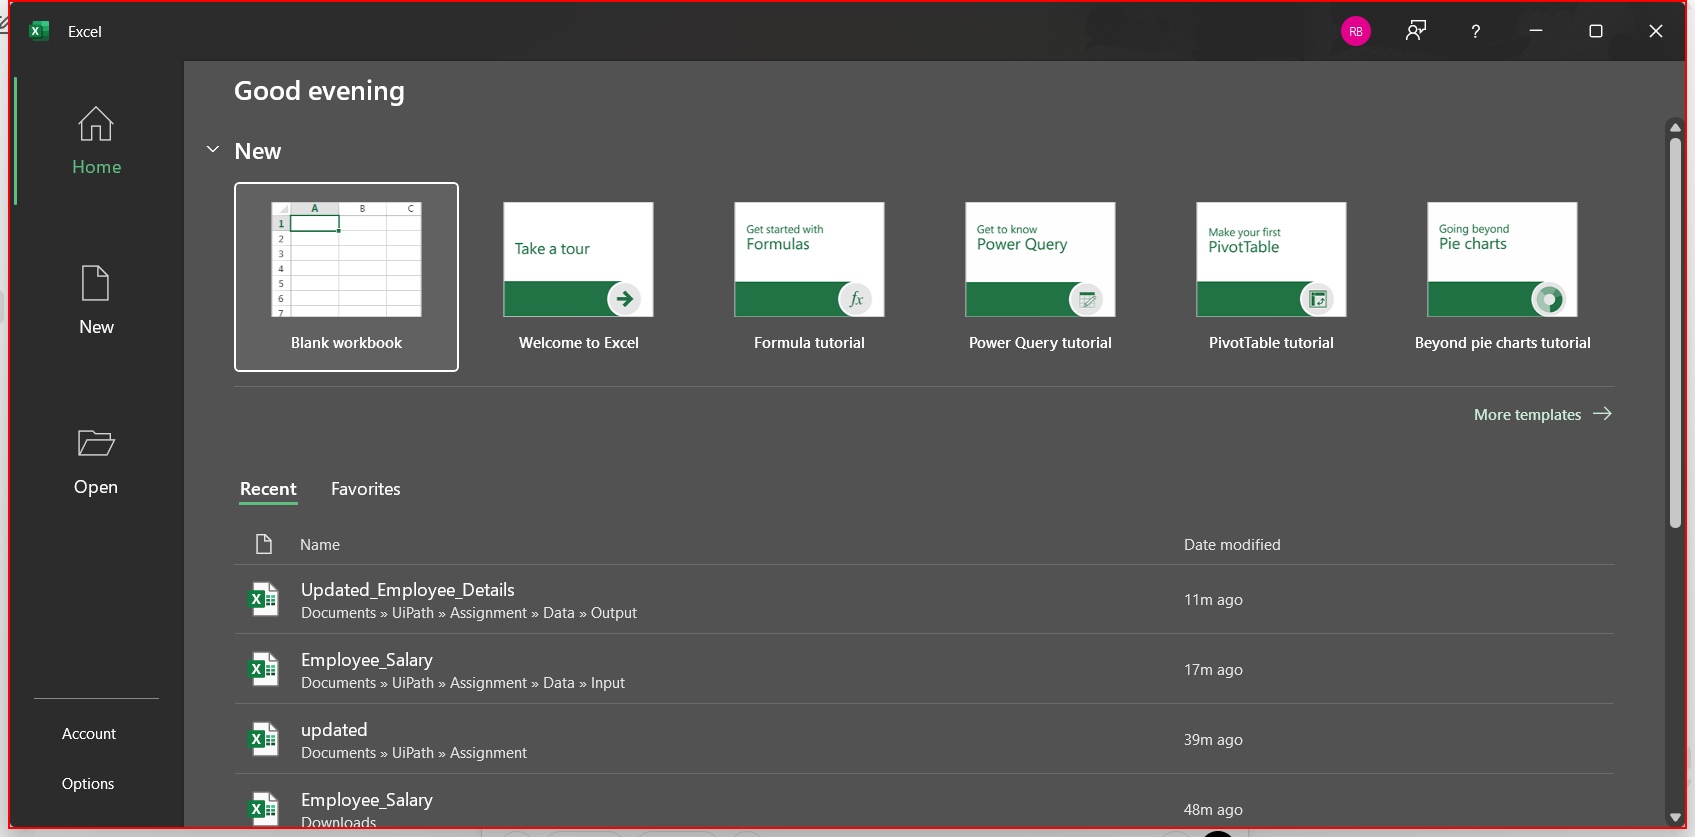 Excel
RB
?
Good evening
Home
New
Open
Account
Options
New
A B C
1
2
3
4
5
6
7
Blank workbook
Take a tour
Welcome to Excel
Get started with
Formulas
fx
Formula tutorial
Get to know
Power Query
Power Query tutorial
Make your first
PivotTable
PivotTable tutorial
Going beyond
Pie charts
Beyond pie charts tutorial
More templates
Recent Favorites
Name Date modified
Updated_Employee_Details
Documents » UiPath » Assignment » Data » Output
11m ago
Employee_Salary
Documents » UiPath » Assignment » Data » Input
17m ago
updated
Documents » UiPath » Assignment
39m ago
Employee_Salary
Downloads
48m ago